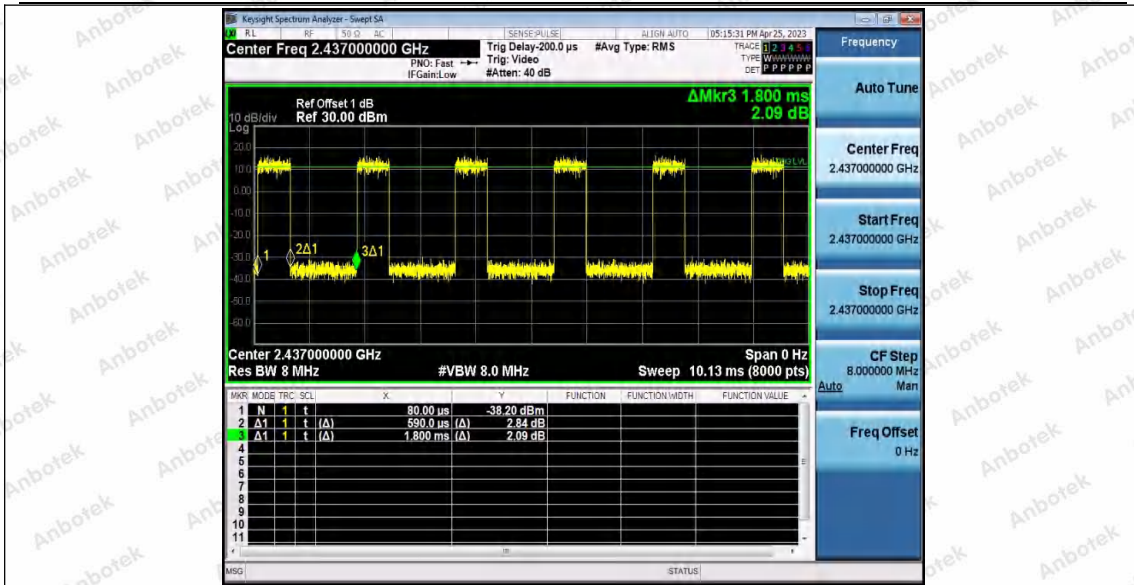 Keysight Spectrum Analyzer - Swept SA
RL RF 50 Ω AC SENSE:PULSE ALIGN AUTO 05:15:31 PM Apr 25, 2023
Center Freq 2.437000000 GHz
PNO: Fast
IFGain:Low
Trig Delay-200.0 µs
Trig: Video
#Atten: 40 dB
#Avg Type: RMS
TRACE 1 2 3 4 5 6
TYPE W
DET P P P P P P
Frequency
Auto Tune
Center Freq
2.437000000 GHz
Start Freq
2.437000000 GHz
Stop Freq
2.437000000 GHz
CF Step
8.000000 MHz
Auto Man
Freq Offset
0 Hz
ΔMkr3 1.800 ms
2.09 dB
Ref Offset 1 dB
10 dB/div Ref 30.00 dBm
Log
20.0
10.0
0.00
-10.0
-20.0
-30.0
-40.0
-50.0
-60.0
TRIG LVL
1
2Δ1
3Δ1
Center 2.437000000 GHz Span 0 Hz
Res BW 8 MHz #VBW 8.0 MHz Sweep 10.13 ms (8000 pts)
MKR MODE TRC SCL X Y FUNCTION FUNCTION WIDTH FUNCTION VALUE
1 N 1 t 80.00 µs -38.20 dBm
2 Δ1 1 t (Δ) 590.0 µs (Δ) 2.84 dB
3 Δ1 1 t (Δ) 1.800 ms (Δ) 2.09 dB
4
5
6
7
8
9
10
11
MSG STATUS
Anbotek